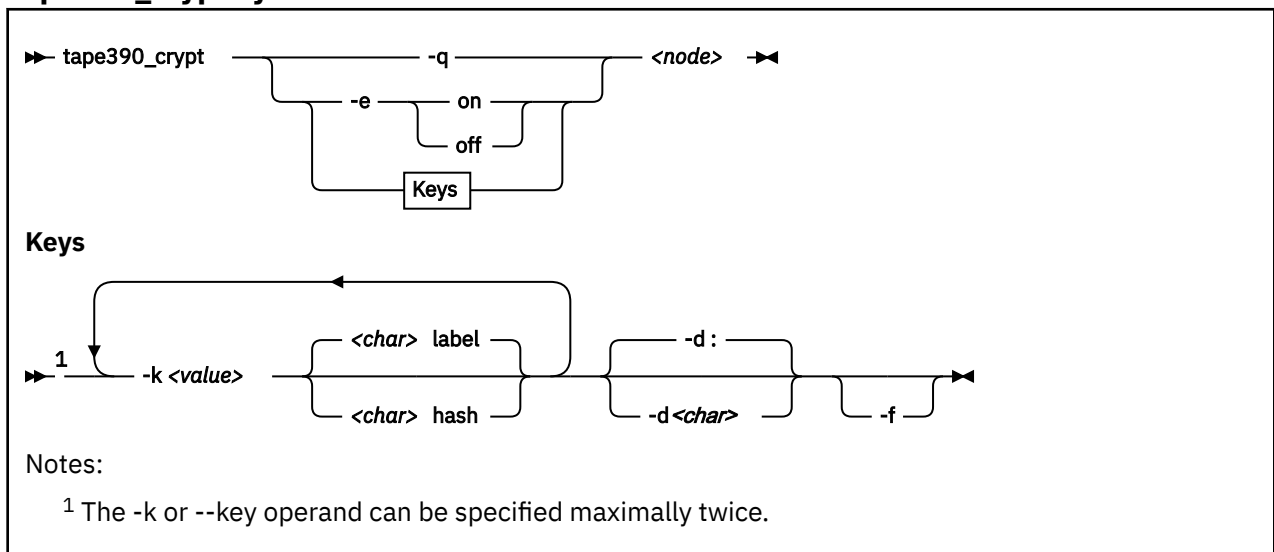 tape390_crypt -q <node>
-e on
off
Keys
Keys
<char> label -d :
1 -k <value>
<char> hash -d<char> -f
Notes:
1 The -k or --key operand can be specified maximally twice.